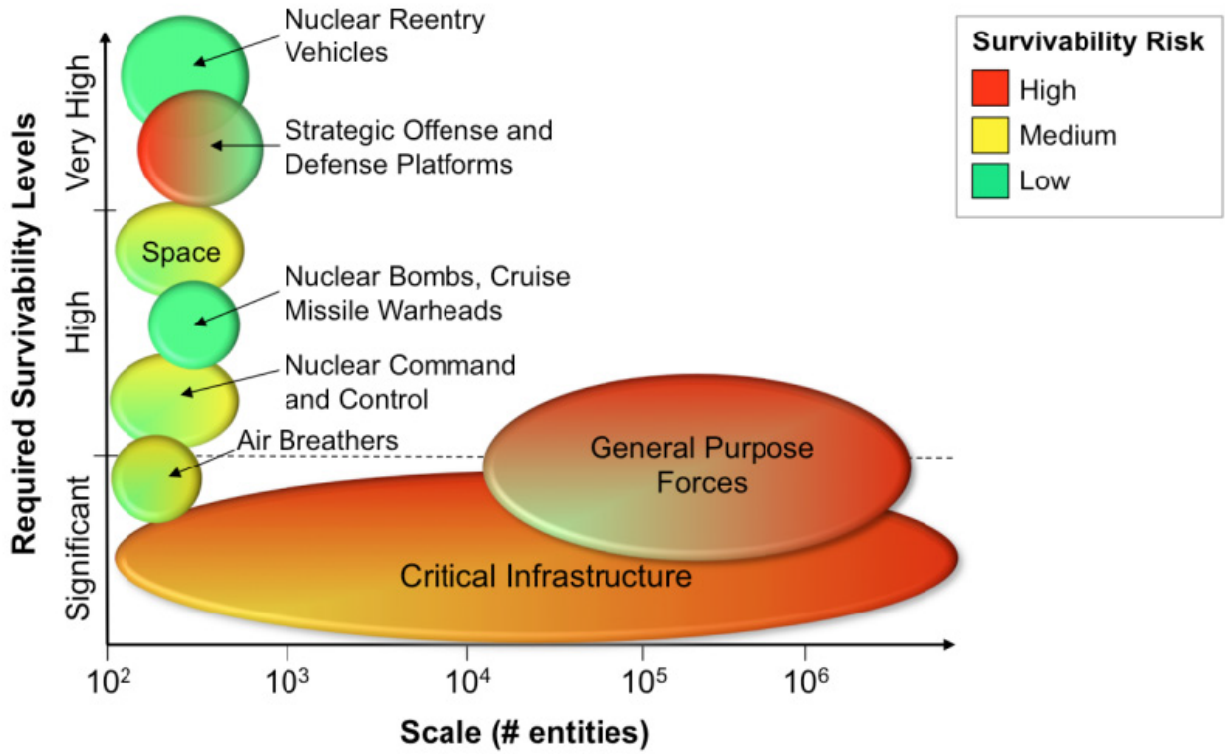 Nuclear Reentry
Vehicles
Survivability Risk
High
Medium
Low
Strategic Offense and
Defense Platforms
Space
Nuclear Bombs, Cruise
Missile Warheads
Nuclear Command
and Control
Air Breathers
General Purpose
Forces
Critical Infrastructure
Required Survivability Levels
Very High
High
Significant
10² 10³ 10⁴ 10⁵ 10⁶
Scale (# entities)